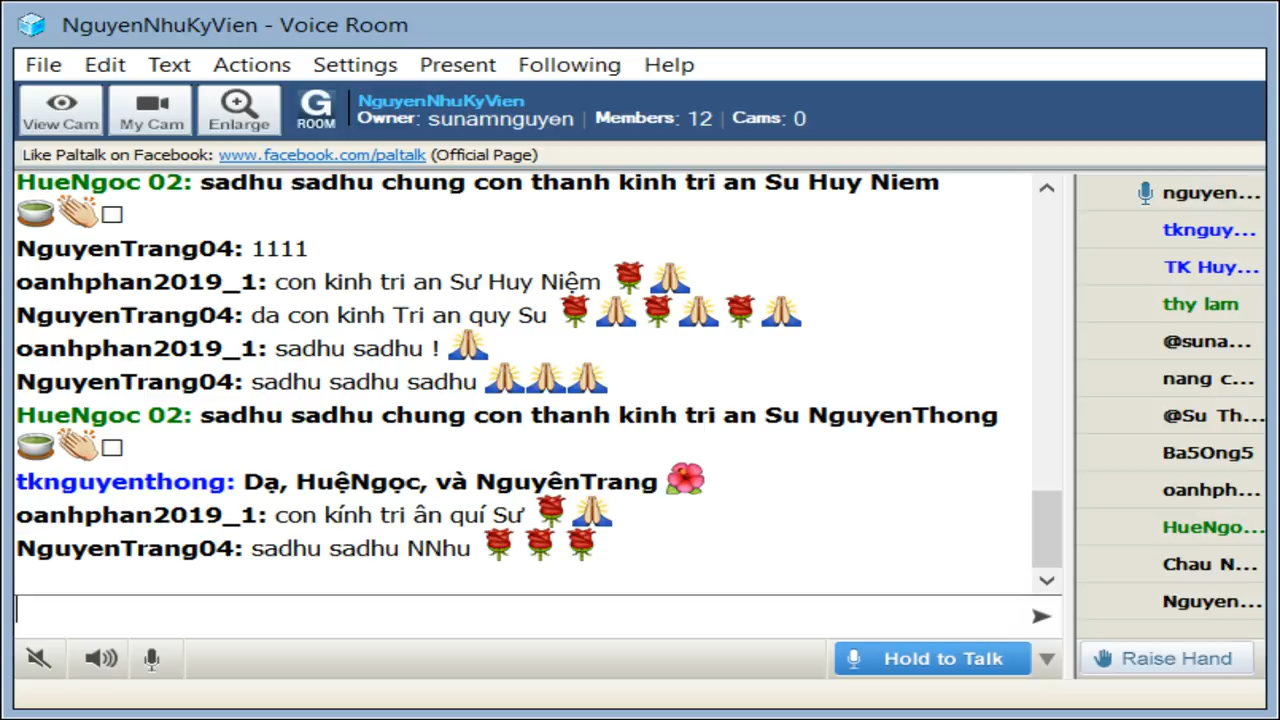 NguyenNhuKyVien - Voice Room
File Edit Text Actions Settings Present Following Help
View Cam My Cam Enlarge G ROOM NguyenNhuKyVien
Owner: sunamnguyen | Members: 12 | Cams: 0
Like Paltalk on Facebook: www.facebook.com/paltalk (Official Page)
HueNgoc 02: sadhu sadhu chung con thanh kinh tri an Su Huy Niem
🍵👏□
NguyenTrang04: 1111
oanhphan2019_1: con kinh tri an Sư Huy Niệm 🌹🙏
NguyenTrang04: da con kinh Tri an quy Su 🌹🙏🌹🙏🌹🙏
oanhphan2019_1: sadhu sadhu ! 🙏
NguyenTrang04: sadhu sadhu sadhu 🙏🙏🙏
HueNgoc 02: sadhu sadhu chung con thanh kinh tri an Su NguyenThong
🍵👏□
tknguyenthong: Dạ, HuệNgọc, và NguyênTrang 🌺
oanhphan2019_1: con kính tri ân quí Sư 🌹🙏
NguyenTrang04: sadhu sadhu NNhu 🌹🌹🌹
nguyen...
tknguy...
TK Huy...
thy lam
@suna...
nang c...
@Su Th...
Ba5Ong5
oanhph...
HueNgo...
Chau N...
Nguyen...
Hold to Talk
Raise Hand